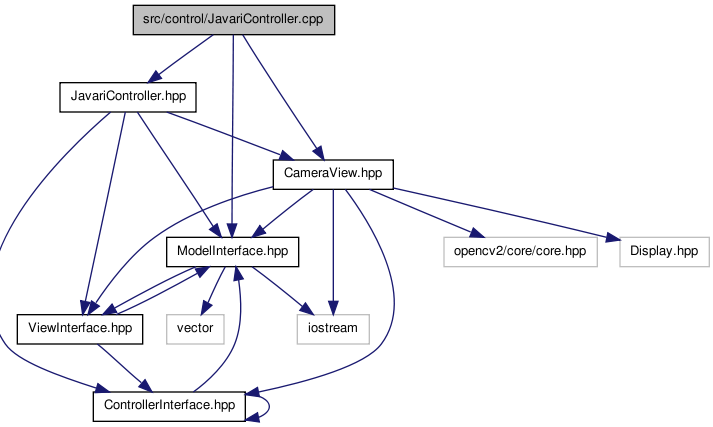 src/control/JavariController.cpp
JavariController.hpp
CameraView.hpp
ModelInterface.hpp
opencv2/core/core.hpp
Display.hpp
ViewInterface.hpp
vector
iostream
ControllerInterface.hpp